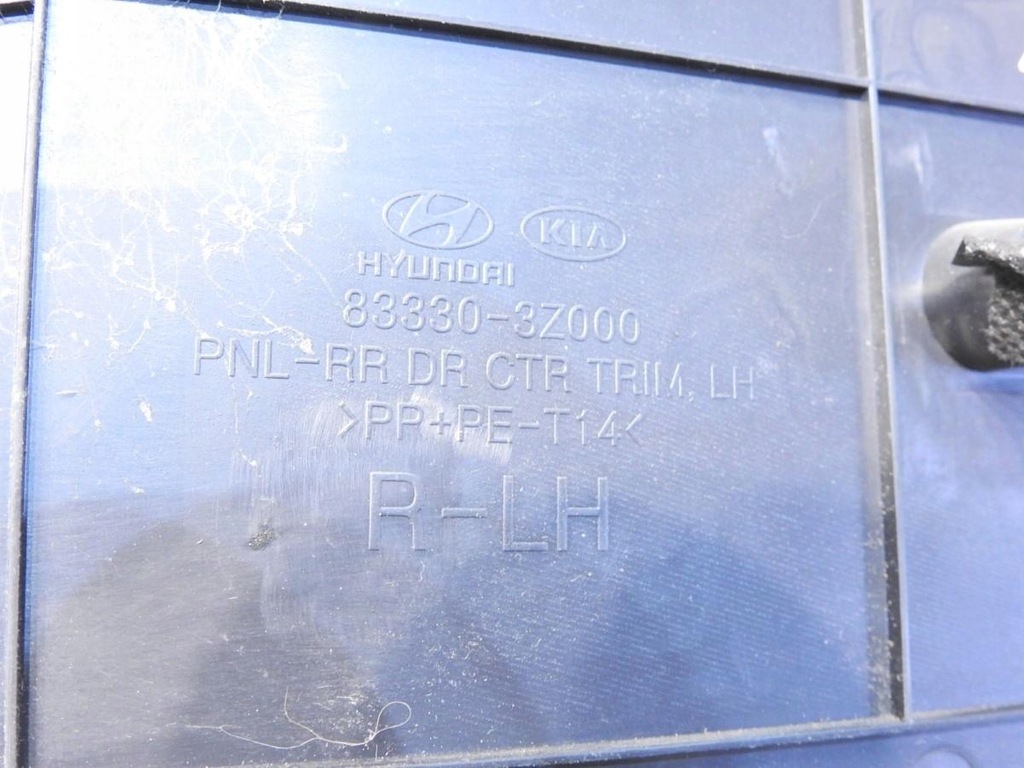 KIA
HYUNDAI
83330-3Z000
PNL-RR DR CTR TRIM, LH
>PP+PE-T14<
R-LH